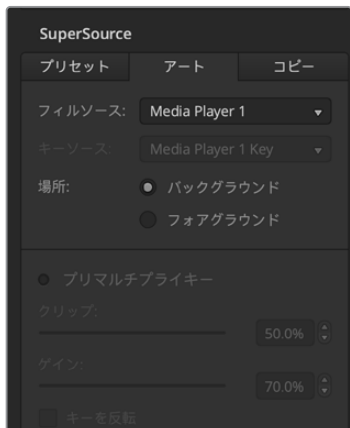 SuperSource
プリセット アート コピー
フィルソース: Media Player 1
キーソース: Media Player 1 Key
場所: バックグラウンド
フォアグラウンド
プリマルチプライキー
クリップ:
50.0%
ゲイン:
70.0%
キーを反転